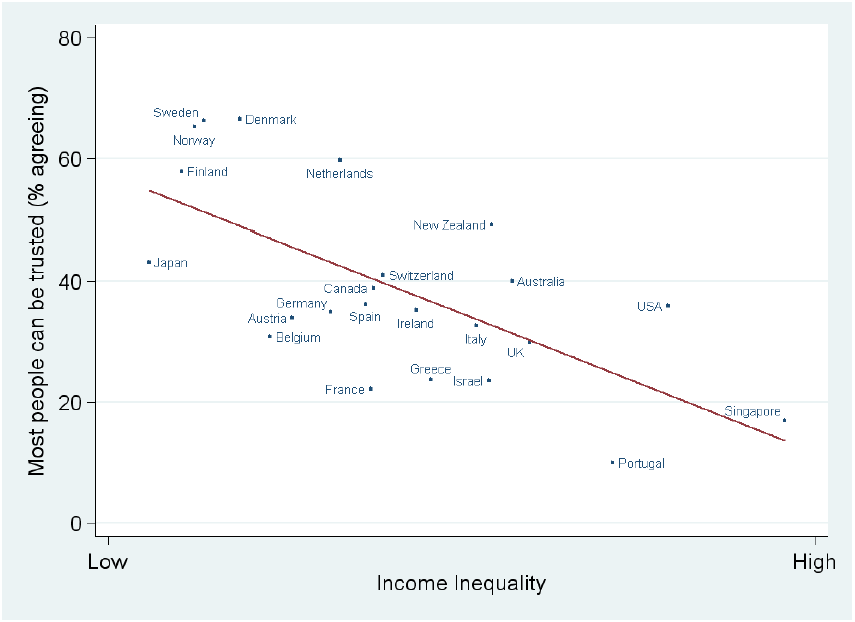 Most people can be trusted (% agreeing)
80
60
40
20
0
Sweden
Denmark
Norway
Finland
Netherlands
New Zealand
Japan
Switzerland
Australia
Canada
Germany
USA
Austria
Spain
Ireland
Belgium
Italy
UK
Greece
Israel
France
Singapore
Portugal
Low
High
Income Inequality